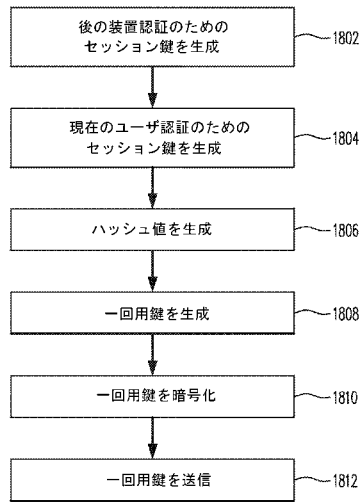 後の装置認証のための
セッション鍵を生成
1802
現在のユーザ認証のための
セッション鍵を生成
1804
ハッシュ値を生成
1806
一回用鍵を生成
1808
一回用鍵を暗号化
1810
一回用鍵を送信
1812